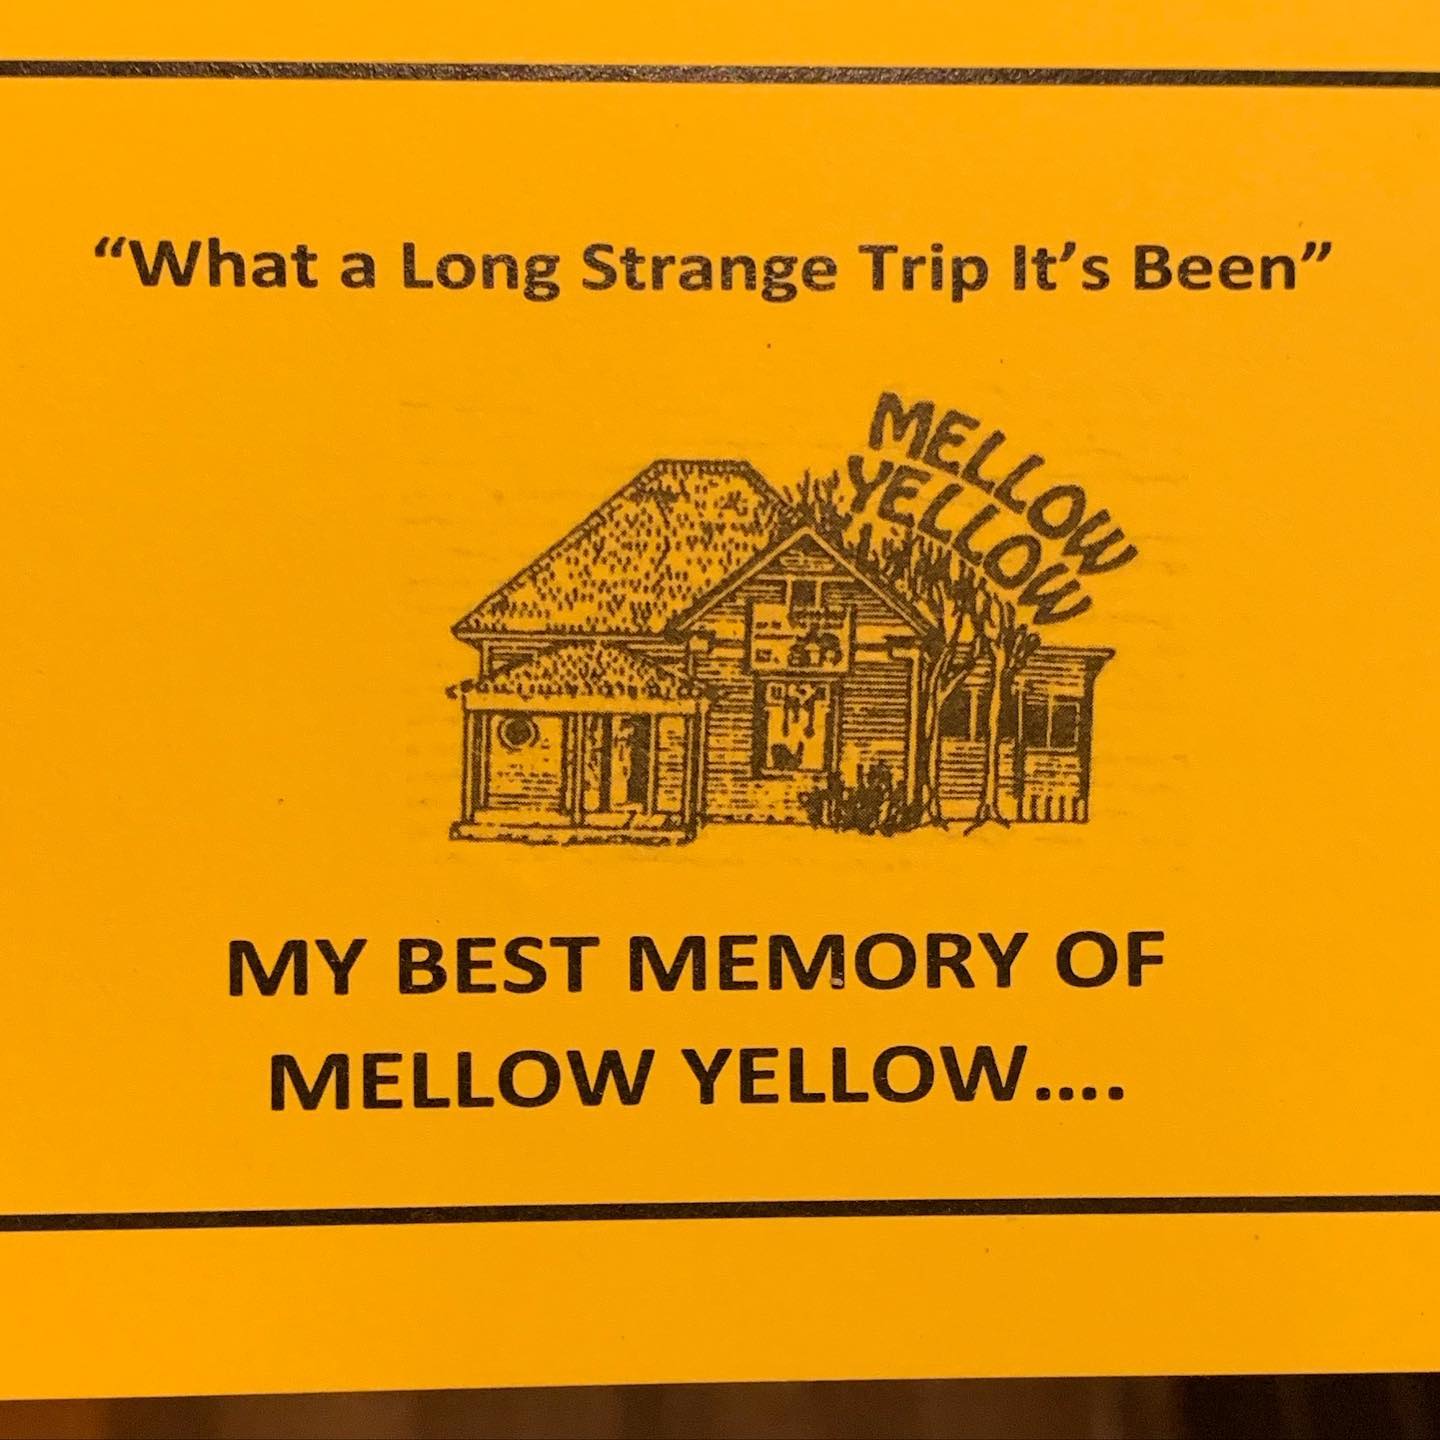 “What a Long Strange Trip It’s Been”
MELLOW
YELLOW
MY BEST MEMORY OF
MELLOW YELLOW....